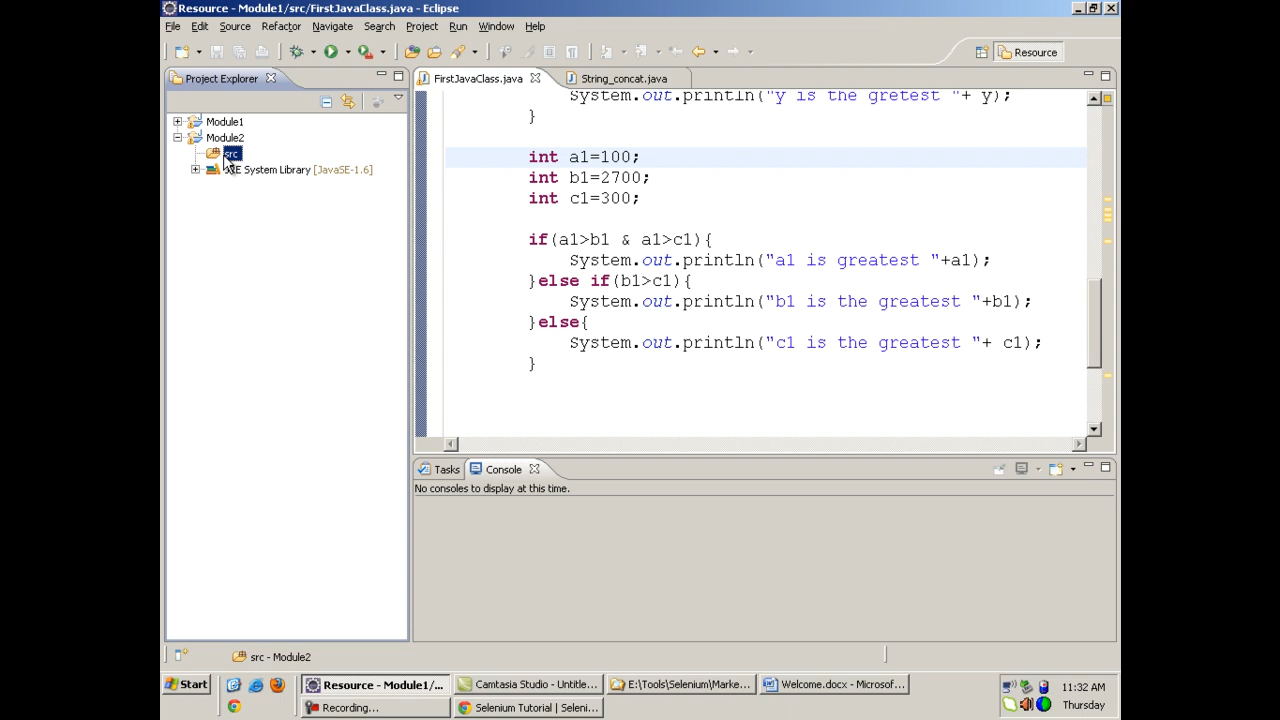 Resource - Module1/src/FirstJavaClass.java - Eclipse
File Edit Source Refactor Navigate Search Project Run Window Help
Resource
Project Explorer
FirstJavaClass.java
String_concat.java
Module1
Module2
src
System Library [JavaSE-1.6]
System.out.println("y is the gretest "+ y);
}
int a1=100;
int b1=2700;
int c1=300;
if(a1>b1 & a1>c1){
System.out.println("a1 is greatest "+a1);
}else if(b1>c1){
System.out.println("b1 is the greatest "+b1);
}else{
System.out.println("c1 is the greatest "+ c1);
}
Tasks
Console
No consoles to display at this time.
src - Module2
Start
Resource - Module1/...
Camtasia Studio - Untitle...
E:\Tools\Selenium\Marke...
Welcome.docx - Microsof...
11:32 AM
Recording...
Selenium Tutorial | Seleni...
Thursday